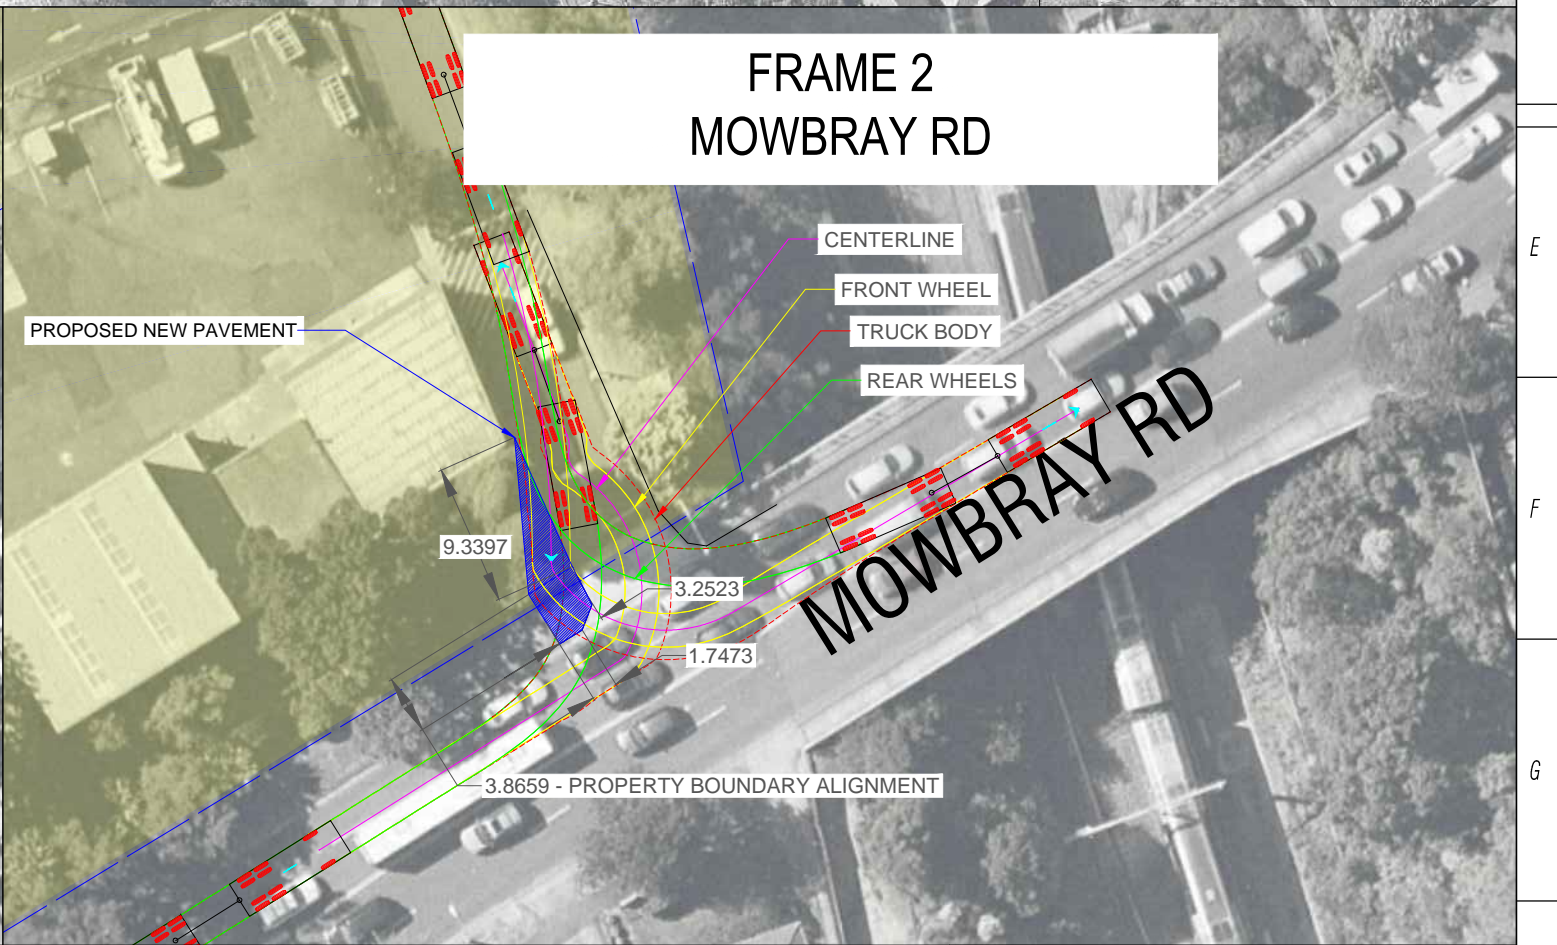 FRAME 2
MOWBRAY RD
CENTERLINE
E
FRONT WHEEL
PROPOSED NEW PAVEMENT
TRUCK BODY
REAR WHEELS
MOWBRAY RD
F
9.3397
3.2523
1.7473
3.8659 - PROPERTY BOUNDARY ALIGNMENT
G